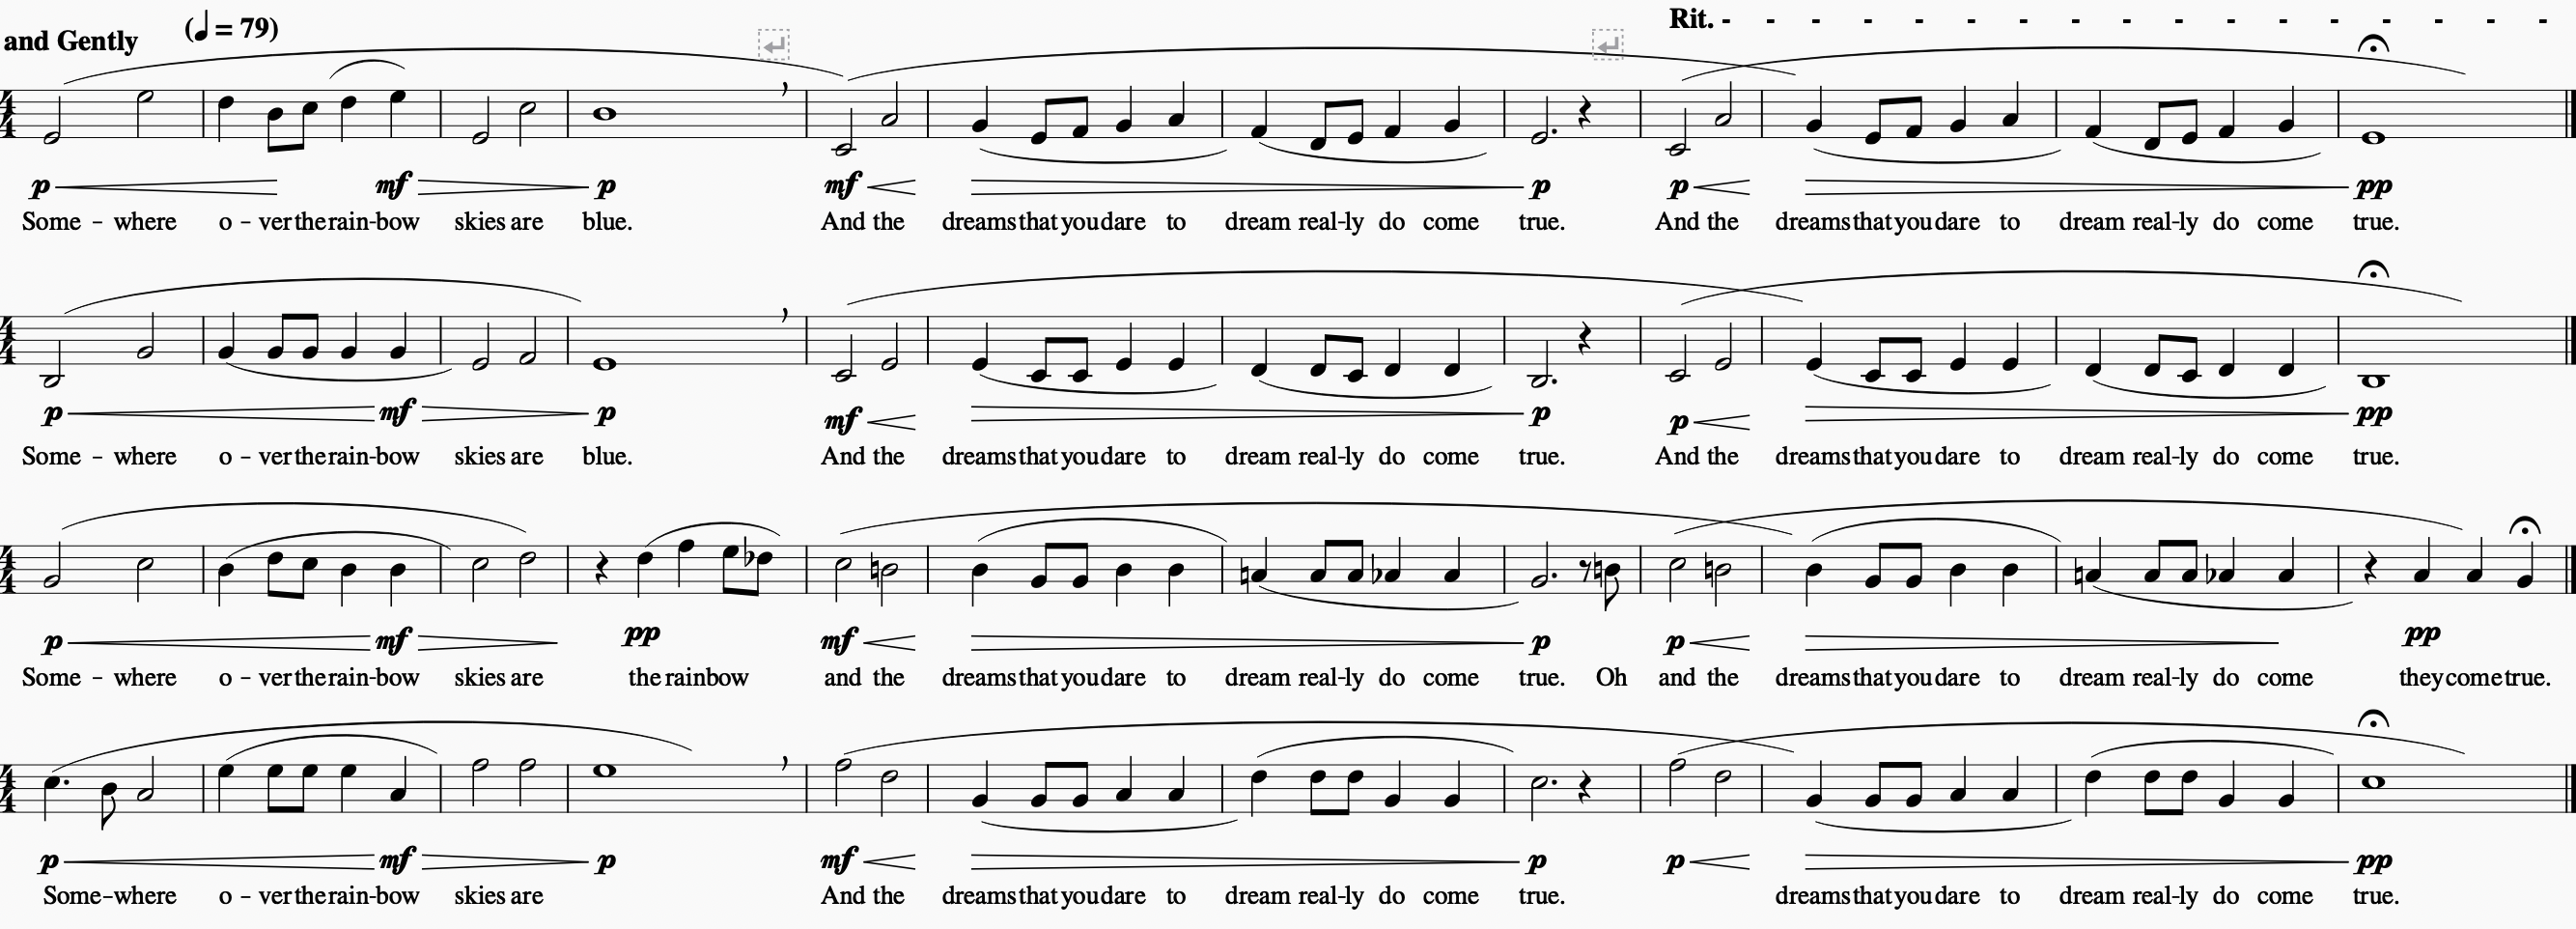 Rit. - - - - - - - - - - - - - - - - -
and Gently (♩ = 79)
p mf p mf p p pp
Some – where o – ver the rain-bow skies are blue. And the dreams that you dare to dream real-ly do come true. And the dreams that you dare to dream real-ly do come true.
p mf p mf p p pp
Some – where o – ver the rain-bow skies are blue. And the dreams that you dare to dream real-ly do come true. And the dreams that you dare to dream real-ly do come true.
p mf pp mf p p pp
Some – where o – ver the rain-bow skies are the rainbow and the dreams that you dare to dream real-ly do come true. Oh and the dreams that you dare to dream real-ly do come they come true.
p mf p mf p p pp
Some–where o – ver the rain-bow skies are And the dreams that you dare to dream real-ly do come true. dreams that you dare to dream real-ly do come true.